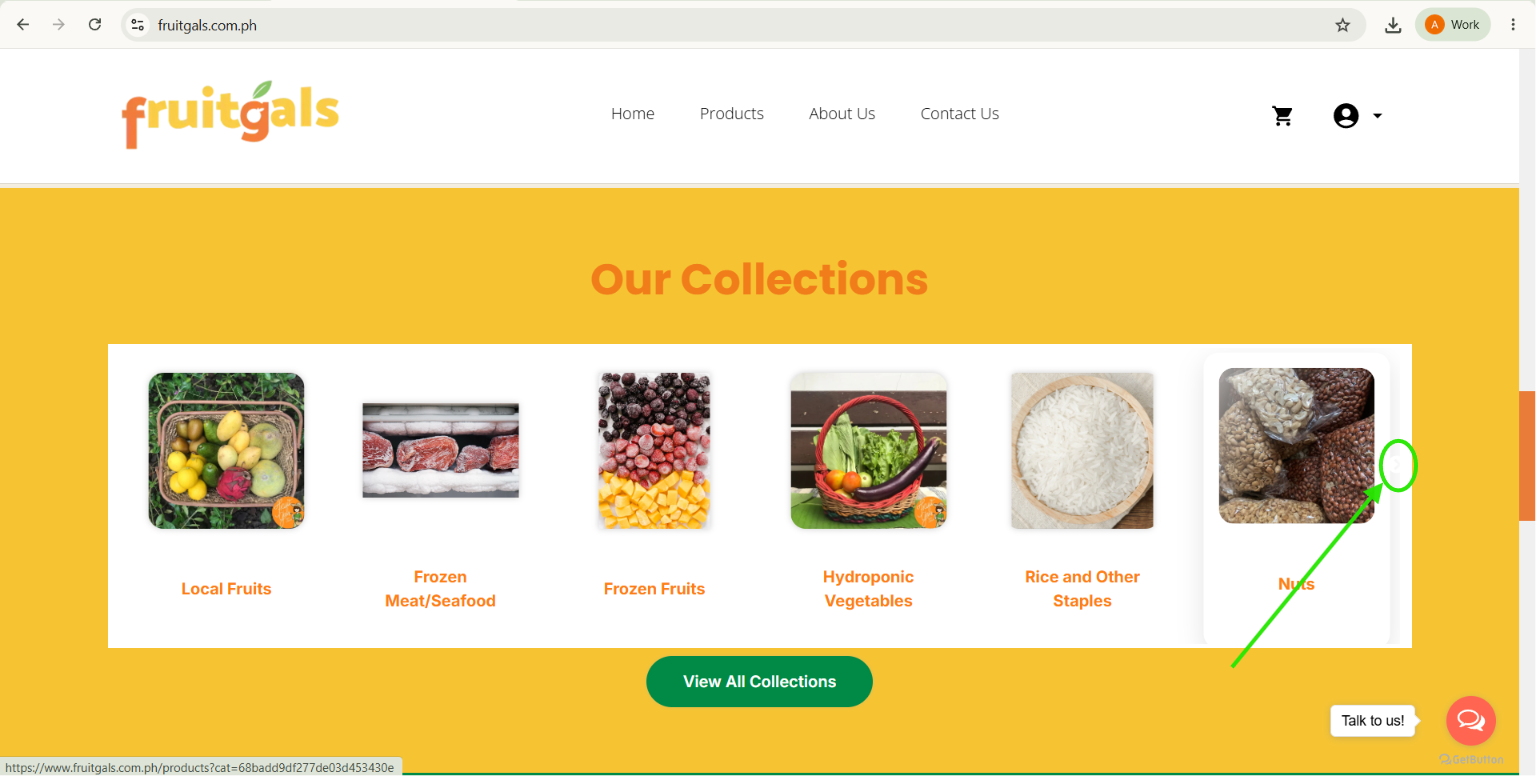 fruitgals.com.ph
A Work
fruitgals
Home Products About Us Contact Us
Our Collections
Local Fruits
Frozen
Meat/Seafood
Frozen Fruits
Hydroponic
Vegetables
Rice and Other
Staples
Nuts
View All Collections
Talk to us!
GetButton
https://www.fruitgals.com.ph/products?cat=68badd9df277de03d453430e